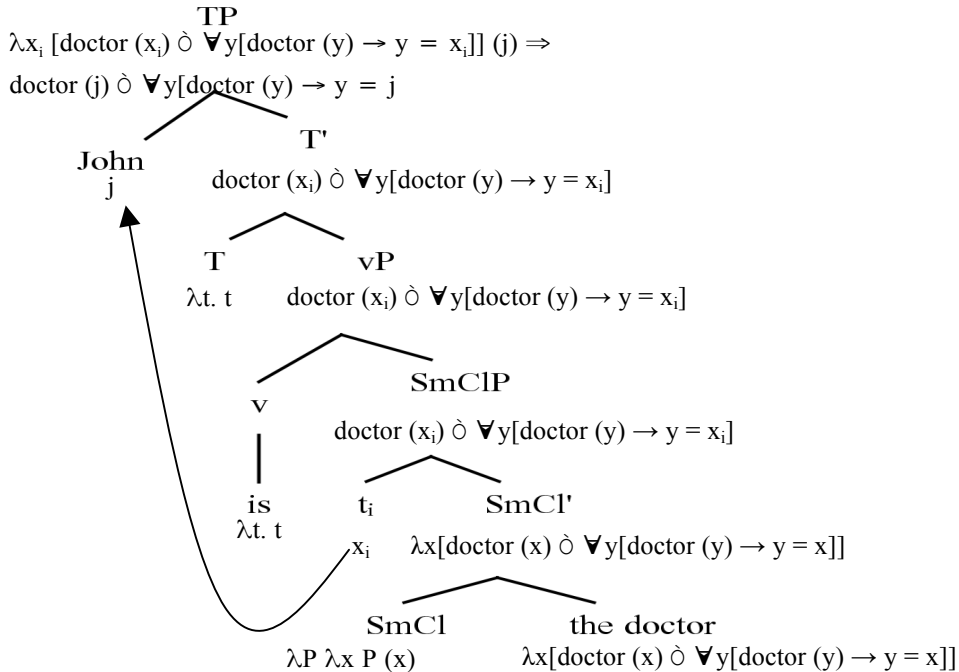 TP
λxᵢ [doctor (xᵢ) Ò ∀y[doctor (y) → y = xᵢ]] (j) ⇒
doctor (j) Ò ∀y[doctor (y) → y = j
John
j
T'
doctor (xᵢ) Ò ∀y[doctor (y) → y = xᵢ]
T
λt. t
vP
doctor (xᵢ) Ò ∀y[doctor (y) → y = xᵢ]
v
SmClP
doctor (xᵢ) Ò ∀y[doctor (y) → y = xᵢ]
is
λt. t
tᵢ
xᵢ
SmCl'
λx[doctor (x) Ò ∀y[doctor (y) → y = x]]
SmCl
λP λx P (x)
the doctor
λx[doctor (x) Ò ∀y[doctor (y) → y = x]]